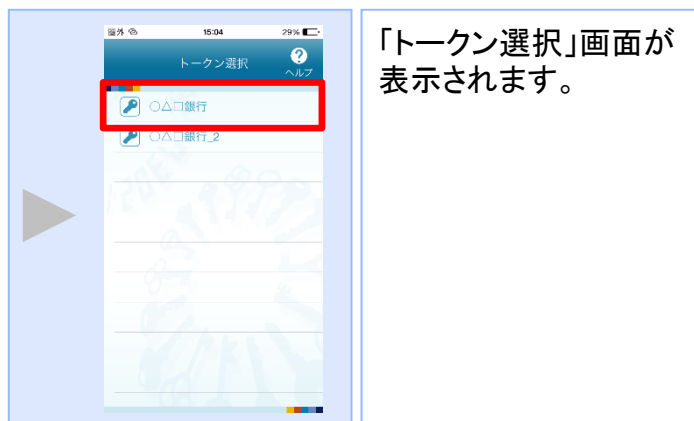 圏外 15:04 29%
トークン選択
?
ヘルプ
○△□銀行
○△□銀行_2
「トークン選択」画面が
表示されます。